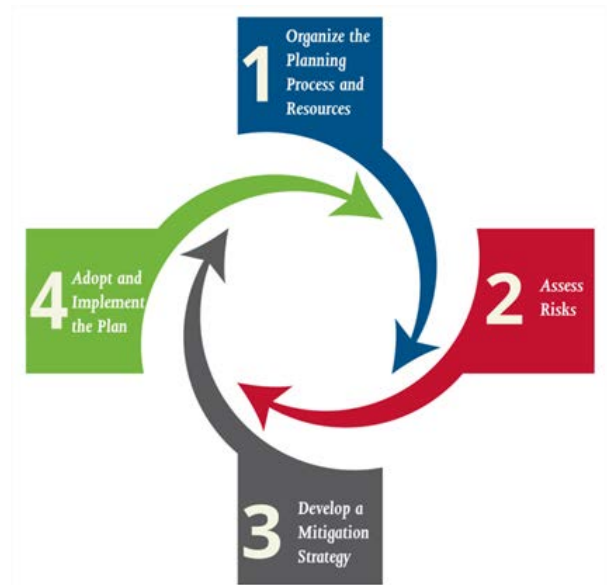 1
Organize the
Planning
Process and
Resources
2
Assess
Risks
3
Develop a
Mitigation
Strategy
4
Adopt and
Implement
the Plan